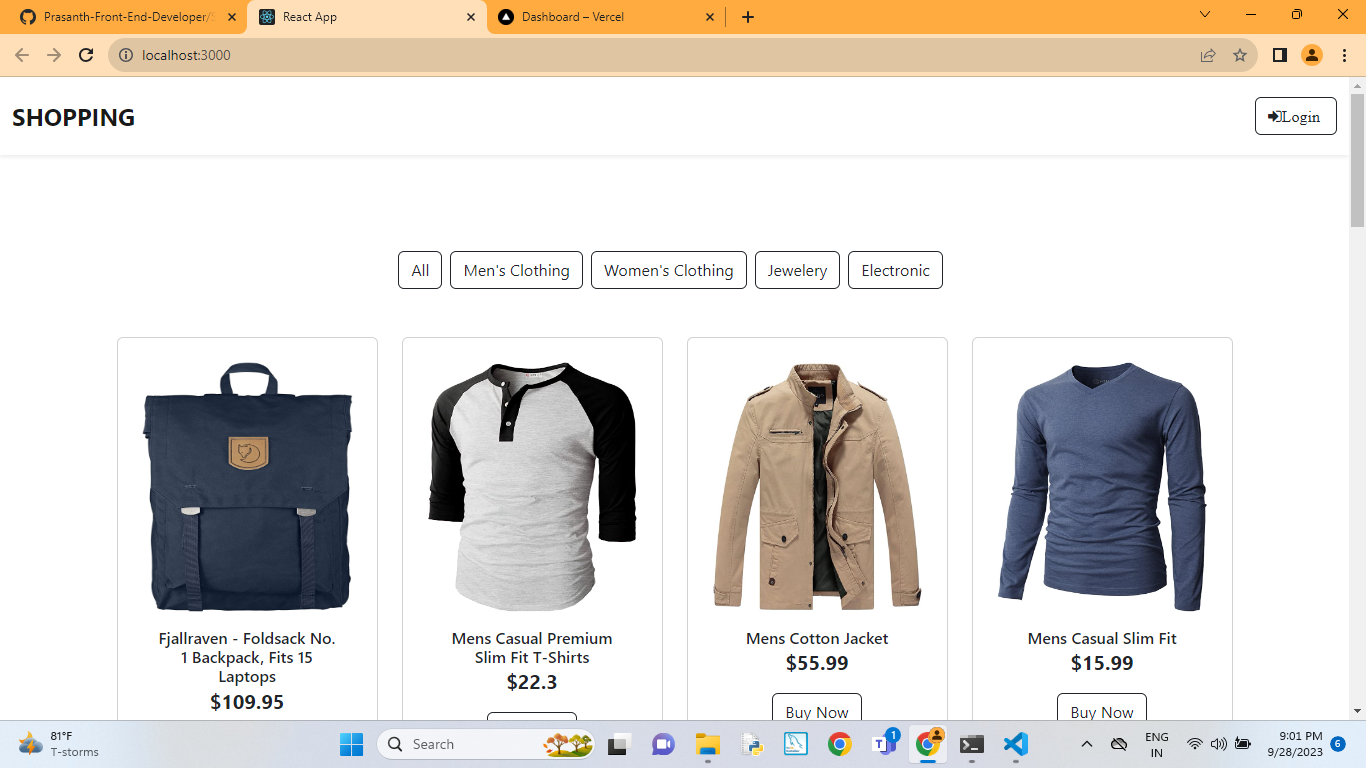 Prasanth-Front-End-Developer/
React App
Dashboard – Vercel
localhost:3000
SHOPPING
Login
All
Men's Clothing
Women's Clothing
Jewelery
Electronic
Fjallraven - Foldsack No.
1 Backpack, Fits 15
Laptops
$109.95
Mens Casual Premium
Slim Fit T-Shirts
$22.3
Mens Cotton Jacket
$55.99
Buy Now
Mens Casual Slim Fit
$15.99
Buy Now
81°F
T-storms
Search
1
ENG
IN
9:01 PM
9/28/2023
6